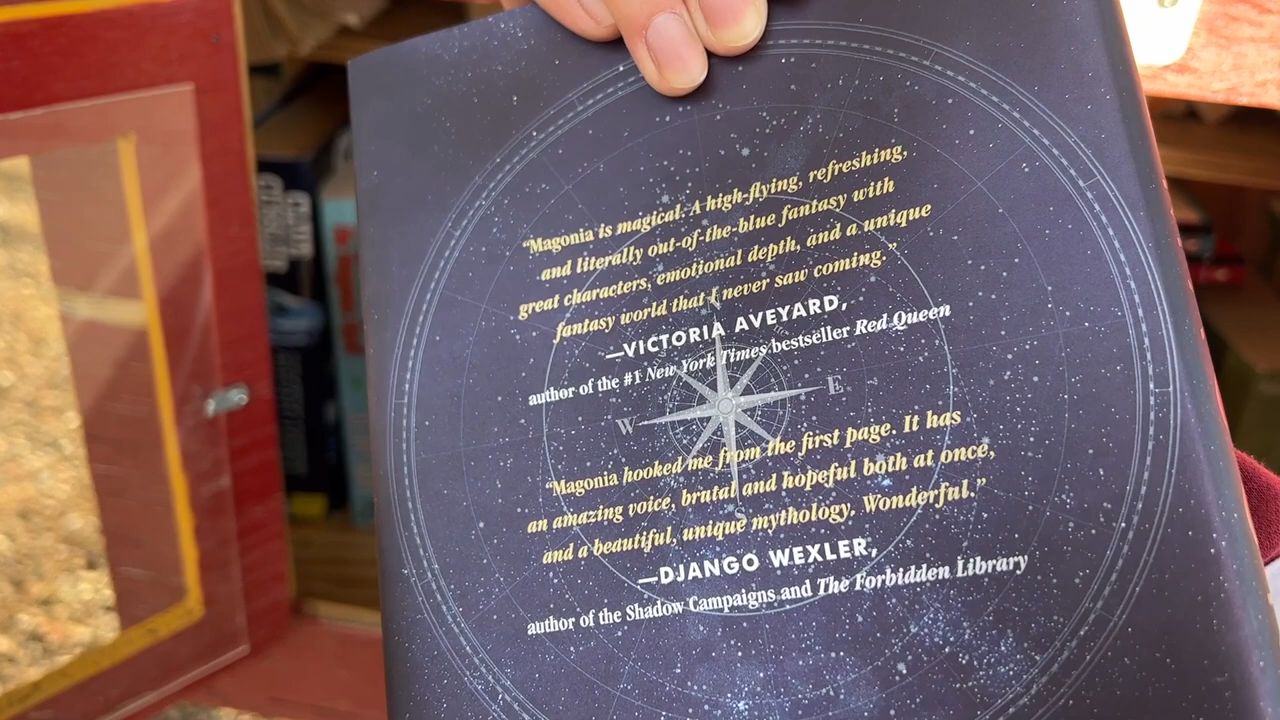 “Magonia is magical. A high-flying, refreshing,
and literally out-of-the-blue fantasy with
great characters, emotional depth, and a unique
fantasy world that I never saw coming.”
—VICTORIA AVEYARD,
author of the #1 New York Times bestseller Red Queen
N
E
W
S
“Magonia hooked me from the first page. It has
an amazing voice, brutal and hopeful both at once,
and a beautiful, unique mythology. Wonderful.”
—DJANGO WEXLER,
author of the Shadow Campaigns and The Forbidden Library